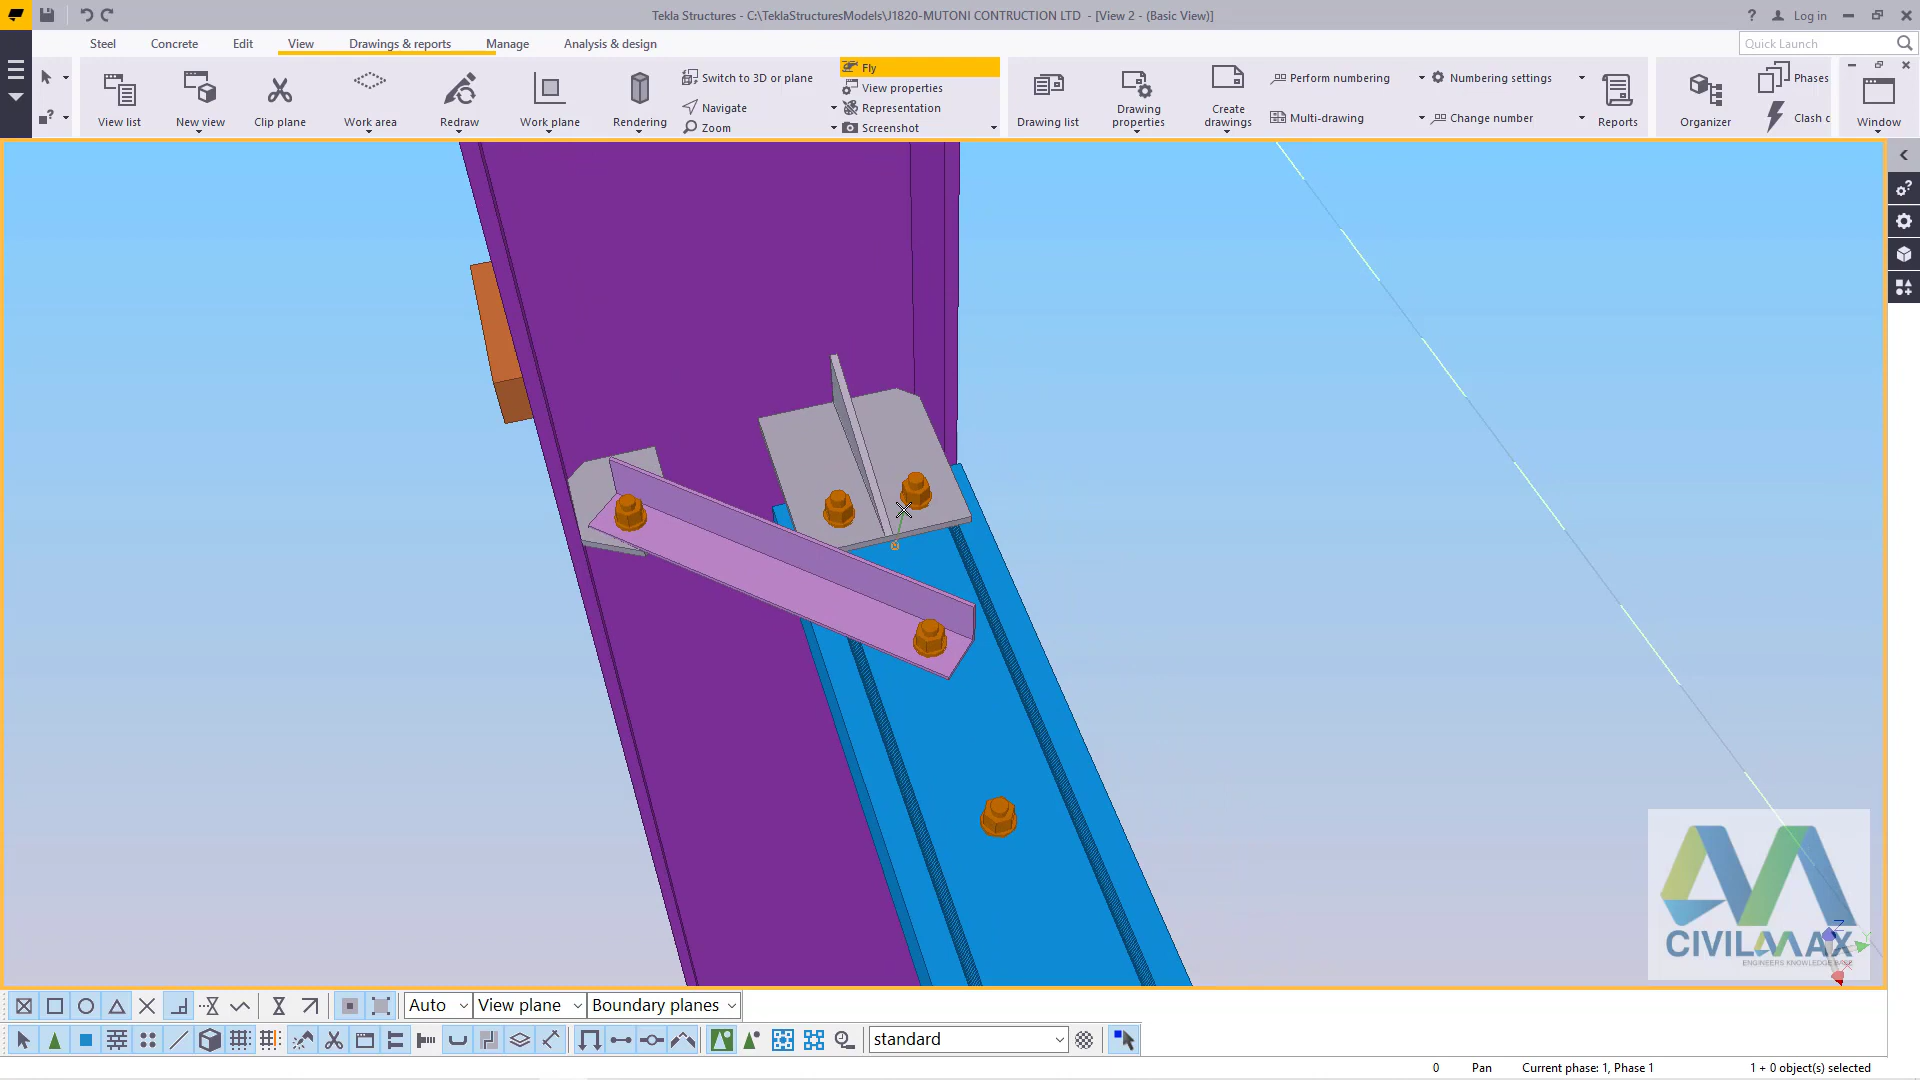 Tekla Structures - C:\TeklaStructuresModels\J1820-MUTONI CONTRUCTION LTD - [View 2 - (Basic View)]
Log in
Steel
Concrete
Edit
View
Drawings & reports
Manage
Analysis & design
Quick Launch
View list
New view
Clip plane
Work area
Redraw
Work plane
Rendering
Switch to 3D or plane
Navigate
Zoom
Fly
View properties
Representation
Screenshot
Drawing list
Drawing properties
Create drawings
Perform numbering
Multi-drawing
Numbering settings
Change number
Reports
Organizer
Phases
Clash c
Window
CIVILMAX
ENGINEERS KNOWLEDGE BASE
Z
Y
X
Auto
View plane
Boundary planes
standard
0
Pan
Current phase: 1, Phase 1
1 + 0 object(s) selected